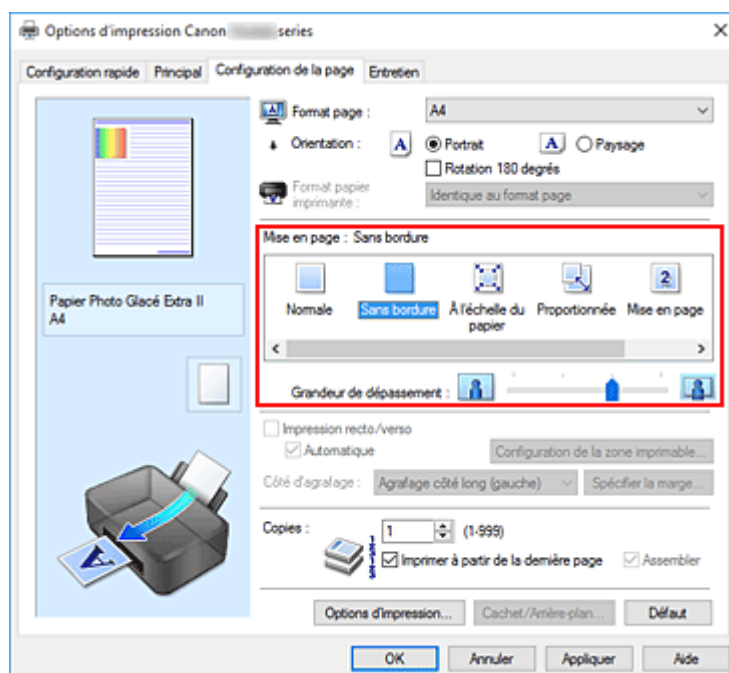 Options d'impression Canon series
Configuration rapide Principal Configuration de la page Entretien
Format page : A4
Orientation : A Portrait A Paysage
Rotation 180 degrés
Format papier imprimante : Identique au format page
Mise en page : Sans bordure
2
Normale Sans bordure À l'échelle du papier Proportionnée Mise en page
Papier Photo Glacé Extra II
A4
Grandeur de dépassement :
Impression recto/verso
Automatique Configuration de la zone imprimable...
Côté d'agrafage : Agrafage côté long (gauche) Spécifier la marge...
Copies : 1 (1-999)
Imprimer à partir de la dernière page Assembler
A
Options d'impression... Cachet/Arrière-plan... Défaut
OK Annuler Appliquer Aide